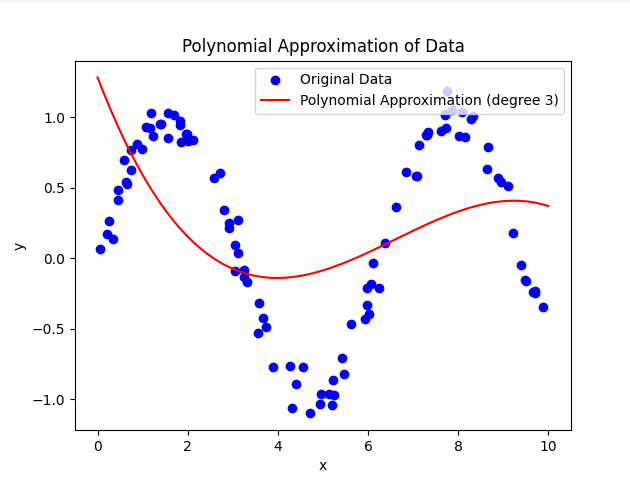 Polynomial Approximation of Data
Original Data
Polynomial Approximation (degree 3)
1.0
0.5
0.0
−0.5
−1.0
y
0
2
4
6
8
10
x